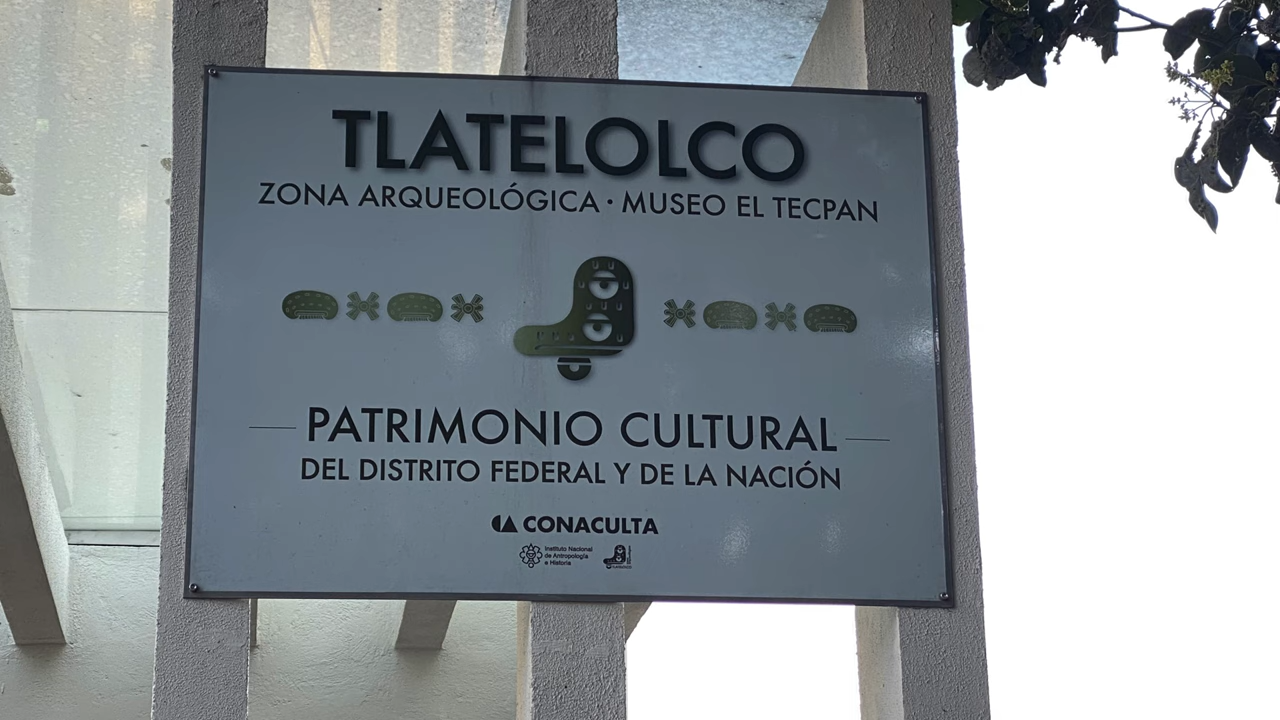 TLATELOLCO
ZONA ARQUEOLÓGICA · MUSEO EL TECPAN
PATRIMONIO CULTURAL
DEL DISTRITO FEDERAL Y DE LA NACIÓN
CONACULTA
Instituto Nacional
de Antropología
e Historia